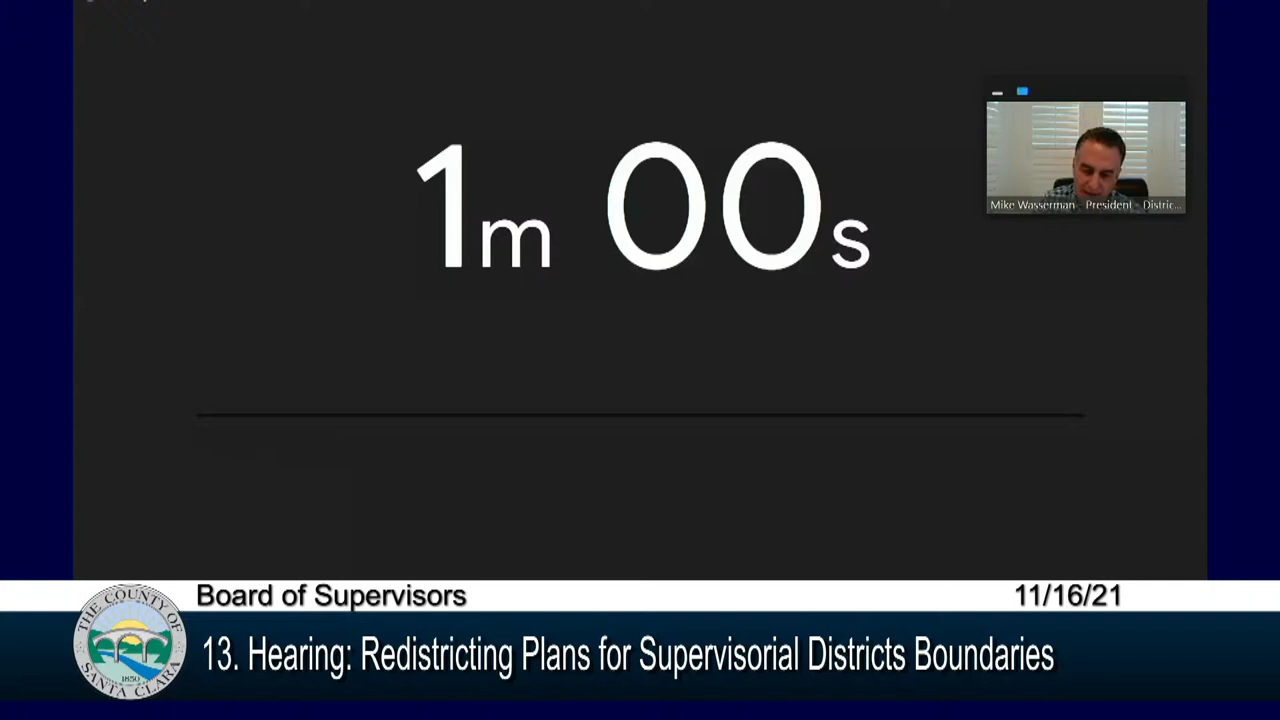 1m 00s
Mike Wasserman - President - Distric...
Board of Supervisors
11/16/21
13. Hearing: Redistricting Plans for Supervisorial Districts Boundaries
THE COUNTY OF
SANTA CLARA
1850